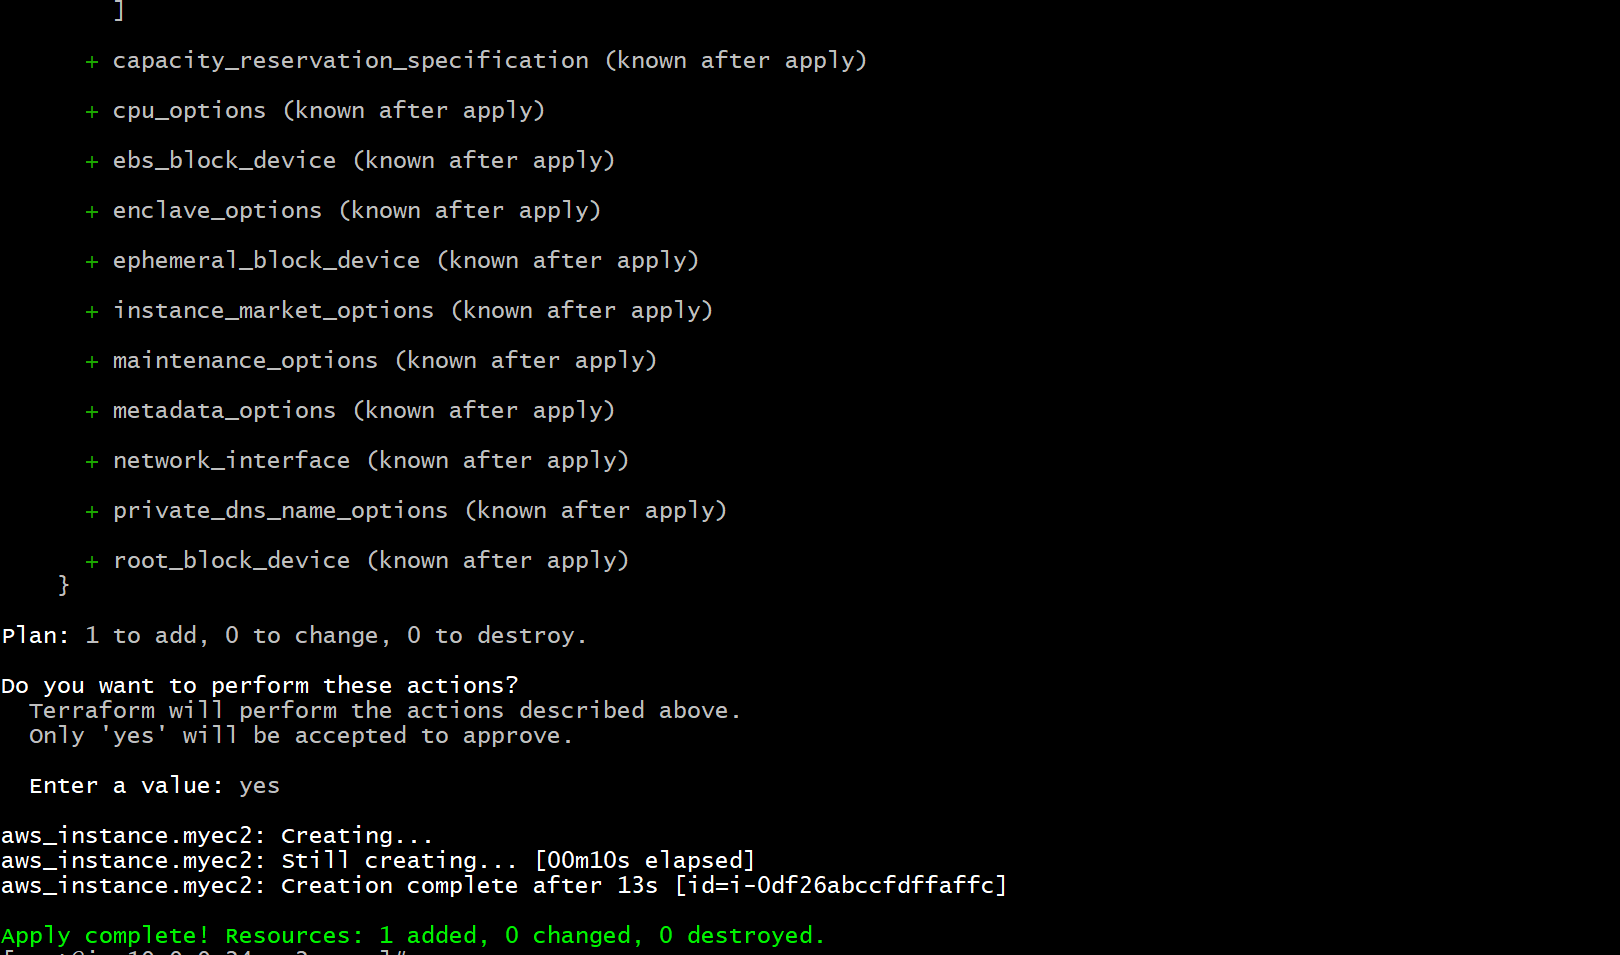 ]
+ capacity_reservation_specification (known after apply)
+ cpu_options (known after apply)
+ ebs_block_device (known after apply)
+ enclave_options (known after apply)
+ ephemeral_block_device (known after apply)
+ instance_market_options (known after apply)
+ maintenance_options (known after apply)
+ metadata_options (known after apply)
+ network_interface (known after apply)
+ private_dns_name_options (known after apply)
+ root_block_device (known after apply)
}
Plan: 1 to add, 0 to change, 0 to destroy.
Do you want to perform these actions?
Terraform will perform the actions described above.
Only 'yes' will be accepted to approve.
Enter a value: yes
aws_instance.myec2: Creating...
aws_instance.myec2: Still creating... [00m10s elapsed]
aws_instance.myec2: Creation complete after 13s [id=i-0df26abccfdffaffc]
Apply complete! Resources: 1 added, 0 changed, 0 destroyed.